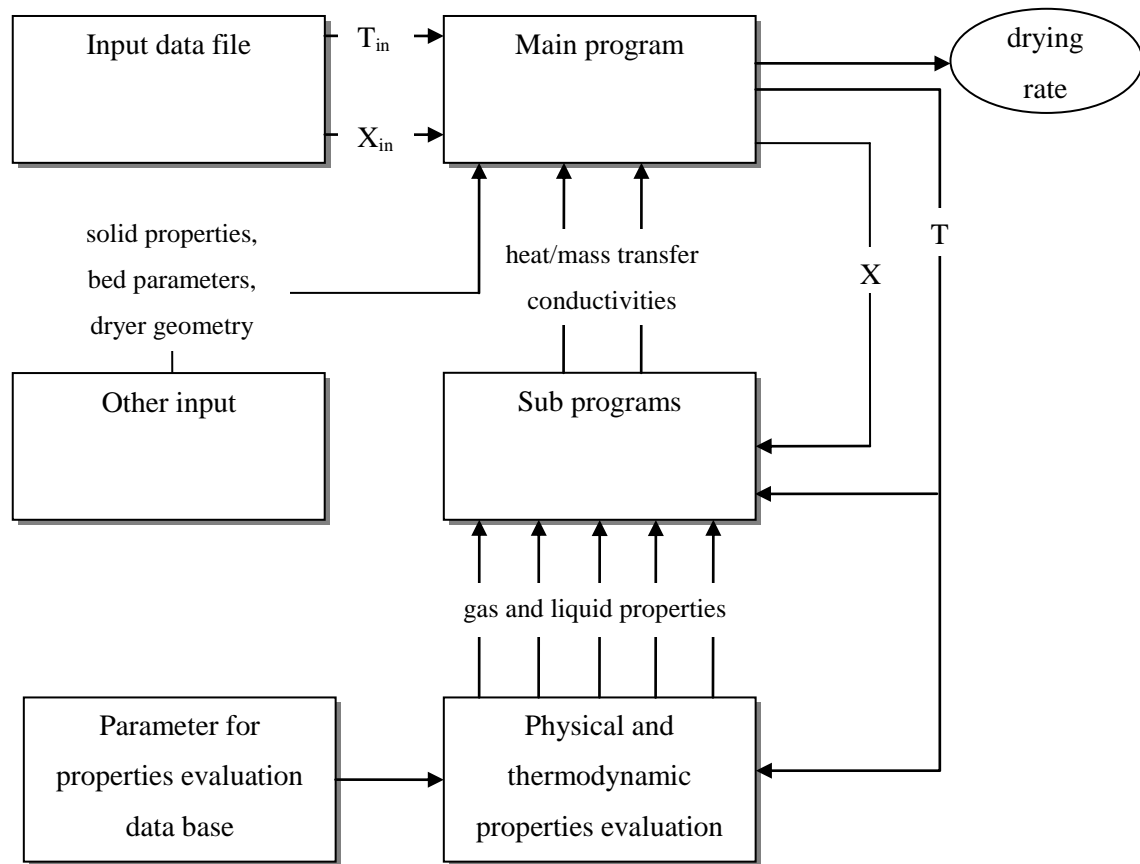 Input data file
T_in
Main program
drying
rate
X_in
solid properties,
bed parameters,
dryer geometry
heat/mass transfer
conductivities
X
T
Other input
Sub programs
gas and liquid properties
Parameter for
properties evaluation
data base
Physical and
thermodynamic
properties evaluation